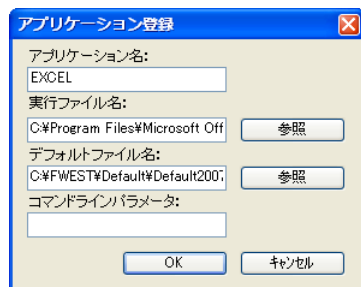 アプリケーション登録
アプリケーション名:
EXCEL
実行ファイル名:
C:¥Program Files¥Microsoft Off
参照
デフォルトファイル名:
C:¥FWEST¥Default¥Default2007.
参照
コマンドラインパラメータ:
OK
キャンセル